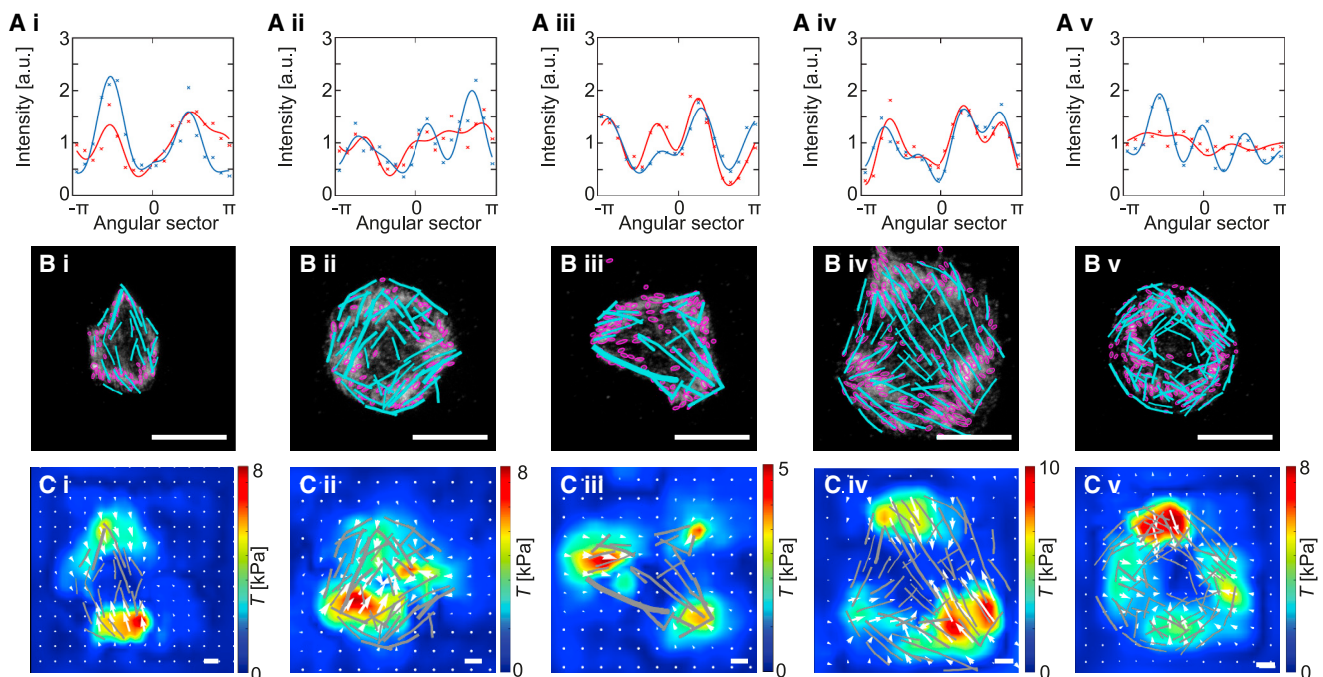 A i A ii A iii A iv A v
Intensity [a.u.] 3 2 1 0 -π 0 π Angular sector
Intensity [a.u.] 3 2 1 0 -π 0 π Angular sector
Intensity [a.u.] 3 2 1 0 -π 0 π Angular sector
Intensity [a.u.] 3 2 1 0 -π 0 π Angular sector
Intensity [a.u.] 3 2 1 0 -π 0 π Angular sector
B i B ii B iii B iv B v
C i 8 T [kPa] 0
C ii 8 T [kPa] 0
C iii 5 T [kPa] 0
C iv 10 T [kPa] 0
C v 8 T [kPa] 0